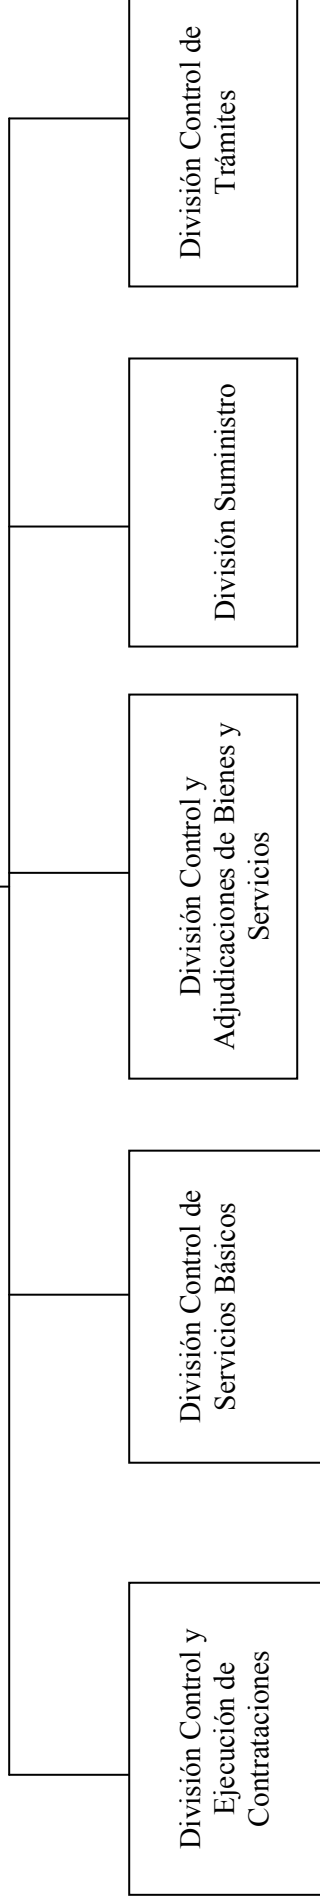 División Control y
Ejecución de
Contrataciones
División Control de
Servicios Básicos
División Control y
Adjudicaciones de Bienes y
Servicios
División Suministro
División Control de
Trámites